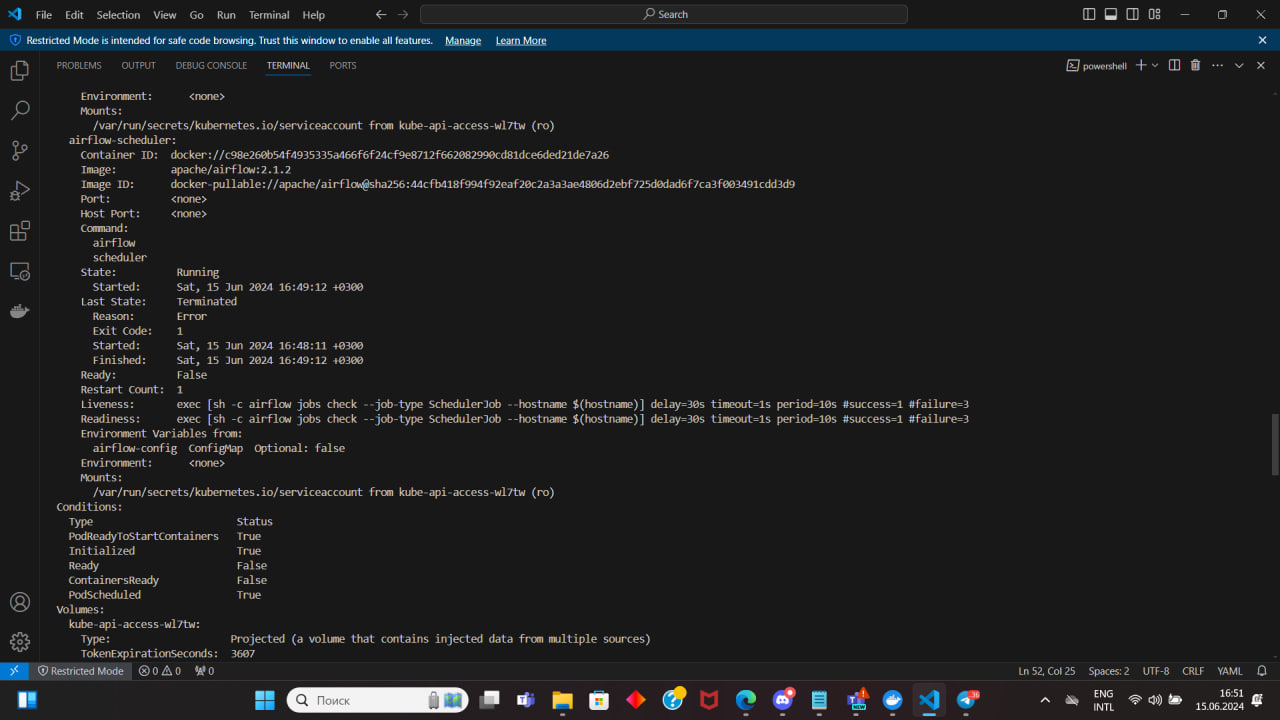 File Edit Selection View Go Run Terminal Help
Search
Restricted Mode is intended for safe code browsing. Trust this window to enable all features. Manage Learn More
PROBLEMS OUTPUT DEBUG CONSOLE TERMINAL PORTS
powershell
Environment: <none>
Mounts:
/var/run/secrets/kubernetes.io/serviceaccount from kube-api-access-wl7tw (ro)
airflow-scheduler:
Container ID: docker://c98e260b54f4935335a466f6f24cf9e8712f662082990cd81dce6ded21de7a26
Image: apache/airflow:2.1.2
Image ID: docker-pullable://apache/airflow@sha256:44cfb418f994f92eaf20c2a3a3ae4806d2ebf725d0dad6f7ca3f003491cdd3d9
Port: <none>
Host Port: <none>
Command:
airflow
scheduler
State: Running
Started: Sat, 15 Jun 2024 16:49:12 +0300
Last State: Terminated
Reason: Error
Exit Code: 1
Started: Sat, 15 Jun 2024 16:48:11 +0300
Finished: Sat, 15 Jun 2024 16:49:12 +0300
Ready: False
Restart Count: 1
Liveness: exec [sh -c airflow jobs check --job-type SchedulerJob --hostname $(hostname)] delay=30s timeout=1s period=10s #success=1 #failure=3
Readiness: exec [sh -c airflow jobs check --job-type SchedulerJob --hostname $(hostname)] delay=30s timeout=1s period=10s #success=1 #failure=3
Environment Variables from:
airflow-config ConfigMap Optional: false
Environment: <none>
Mounts:
/var/run/secrets/kubernetes.io/serviceaccount from kube-api-access-wl7tw (ro)
Conditions:
Type Status
PodReadyToStartContainers True
Initialized True
Ready False
ContainersReady False
PodScheduled True
Volumes:
kube-api-access-wl7tw:
Type: Projected (a volume that contains injected data from multiple sources)
TokenExpirationSeconds: 3607
Restricted Mode 0 0 0 Ln 52, Col 25 Spaces: 2 UTF-8 CRLF YAML
Поиск
NEW
36
ENG
INTL
16:51
15.06.2024